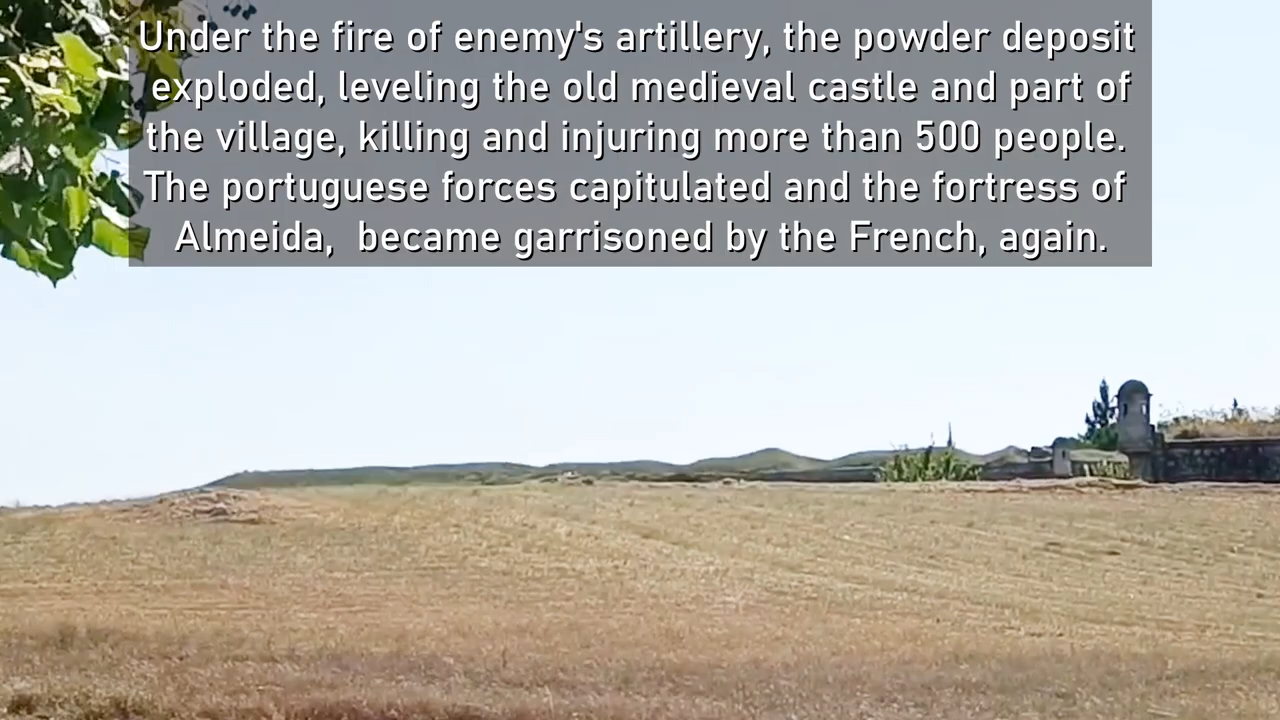 Under the fire of enemy's artillery, the powder deposit
exploded, leveling the old medieval castle and part of
the village, killing and injuring more than 500 people.
The portuguese forces capitulated and the fortress of
Almeida,  became garrisoned by the French, again.